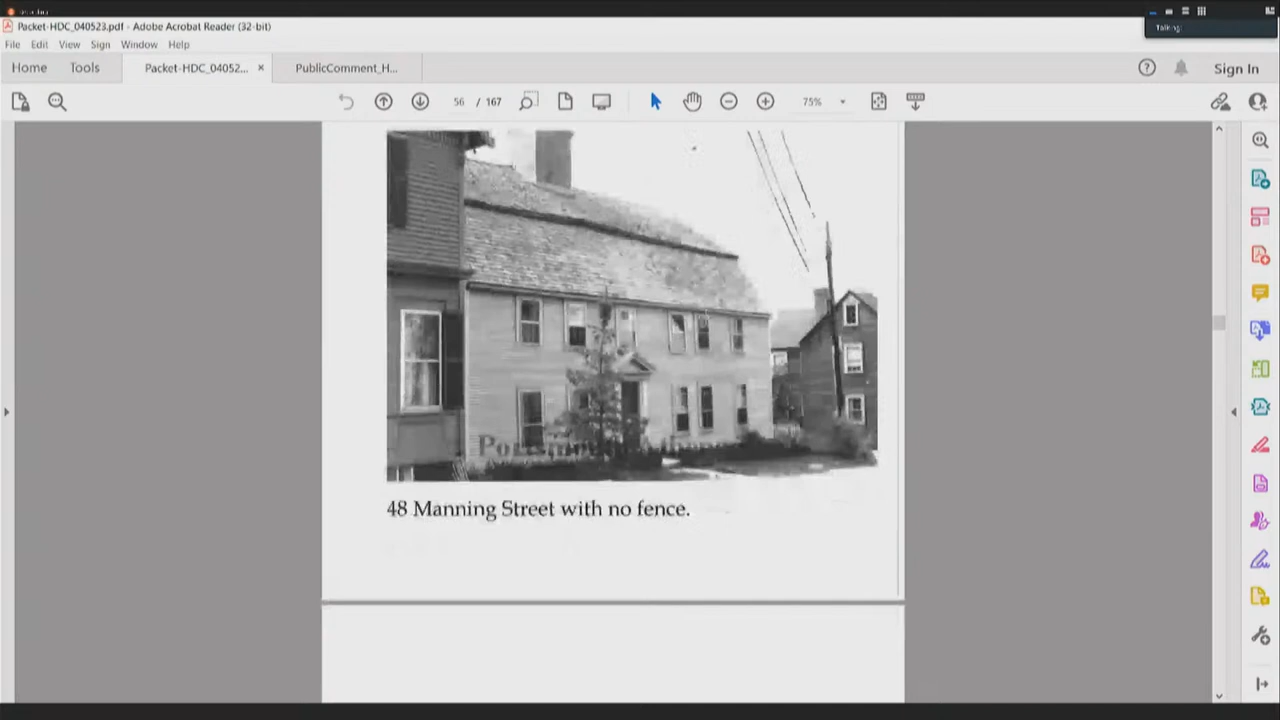 Packet-HDC_040523.pdf - Adobe Acrobat Reader (32-bit)
Talking:
File Edit View Sign Window Help
Home Tools Packet-HDC_04052... × PublicComment_H... Sign In
56 / 167 75%
48 Manning Street with no fence.